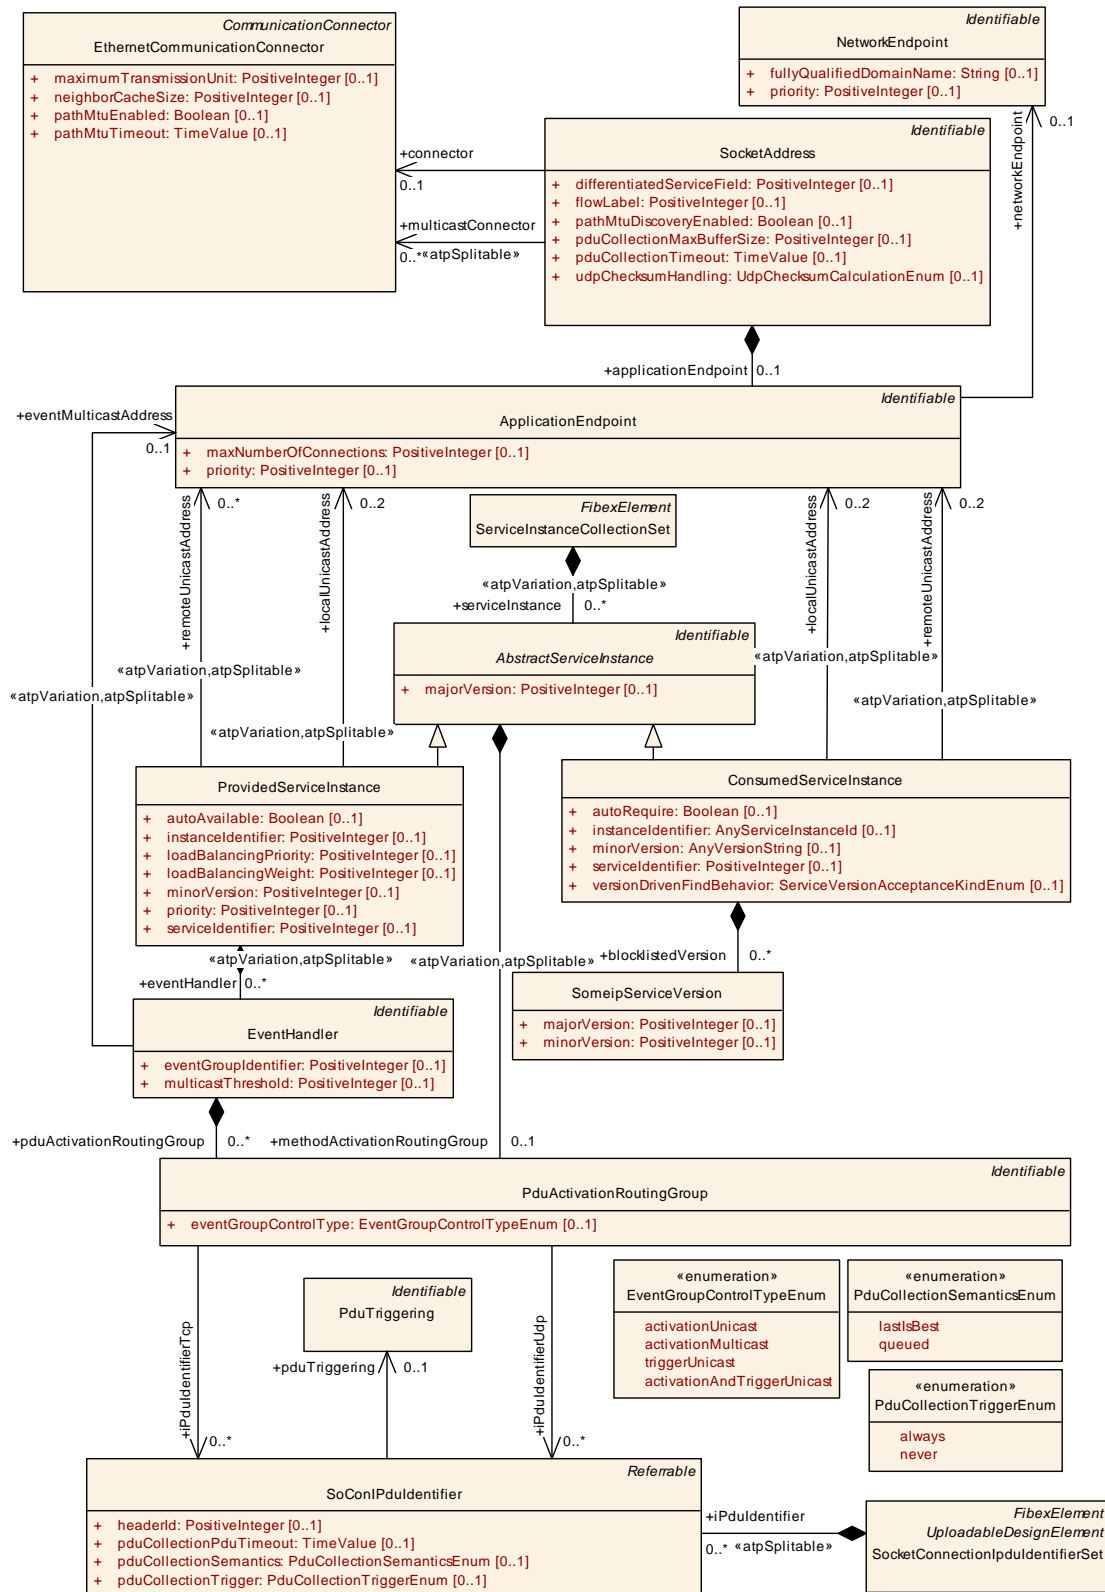 CommunicationConnector
EthernetCommunicationConnector
+ maximumTransmissionUnit: PositiveInteger [0..1]
+ neighborCacheSize: PositiveInteger [0..1]
+ pathMtuEnabled: Boolean [0..1]
+ pathMtuTimeout: TimeValue [0..1]
Identifiable
NetworkEndpoint
+ fullyQualifiedDomainName: String [0..1]
+ priority: PositiveInteger [0..1]
0..1
+networkEndpoint
+connector
0..1
+multicastConnector
0..* «atpSplitable»
Identifiable
SocketAddress
+ differentiatedServiceField: PositiveInteger [0..1]
+ flowLabel: PositiveInteger [0..1]
+ pathMtuDiscoveryEnabled: Boolean [0..1]
+ pduCollectionMaxBufferSize: PositiveInteger [0..1]
+ pduCollectionTimeout: TimeValue [0..1]
+ udpChecksumHandling: UdpChecksumCalculationEnum [0..1]
+applicationEndpoint 0..1
+eventMulticastAddress
0..1
Identifiable
ApplicationEndpoint
+ maxNumberOfConnections: PositiveInteger [0..1]
+ priority: PositiveInteger [0..1]
+remoteUnicastAddress
0..*
+localUnicastAddress
0..2
FibexElement
ServiceInstanceCollectionSet
+localUnicastAddress
0..2
+remoteUnicastAddress
0..2
«atpVariation,atpSplitable»
+serviceInstance 0..*
Identifiable
AbstractServiceInstance
+ majorVersion: PositiveInteger [0..1]
«atpVariation,atpSplitable»
«atpVariation,atpSplitable»
«atpVariation,atpSplitable»
«atpVariation,atpSplitable»
«atpVariation,atpSplitable»
ProvidedServiceInstance
+ autoAvailable: Boolean [0..1]
+ instanceIdentifier: PositiveInteger [0..1]
+ loadBalancingPriority: PositiveInteger [0..1]
+ loadBalancingWeight: PositiveInteger [0..1]
+ minorVersion: PositiveInteger [0..1]
+ priority: PositiveInteger [0..1]
+ serviceIdentifier: PositiveInteger [0..1]
ConsumedServiceInstance
+ autoRequire: Boolean [0..1]
+ instanceIdentifier: AnyServiceInstanceId [0..1]
+ minorVersion: AnyVersionString [0..1]
+ serviceIdentifier: PositiveInteger [0..1]
+ versionDrivenFindBehavior: ServiceVersionAcceptanceKindEnum [0..1]
«atpVariation,atpSplitable»
+eventHandler 0..*
«atpVariation,atpSplitable»
+blocklistedVersion 0..*
SomeipServiceVersion
+ majorVersion: PositiveInteger [0..1]
+ minorVersion: PositiveInteger [0..1]
Identifiable
EventHandler
+ eventGroupIdentifier: PositiveInteger [0..1]
+ multicastThreshold: PositiveInteger [0..1]
+pduActivationRoutingGroup 0..*
+methodActivationRoutingGroup 0..1
Identifiable
PduActivationRoutingGroup
+ eventGroupControlType: EventGroupControlTypeEnum [0..1]
+iPduIdentifierTcp
0..*
Identifiable
PduTriggering
+pduTriggering 0..1
+iPduIdentifierUdp
0..*
«enumeration»
EventGroupControlTypeEnum
activationUnicast
activationMulticast
triggerUnicast
activationAndTriggerUnicast
«enumeration»
PduCollectionSemanticsEnum
lastIsBest
queued
«enumeration»
PduCollectionTriggerEnum
always
never
Referrable
SoConIPduIdentifier
+ headerId: PositiveInteger [0..1]
+ pduCollectionPduTimeout: TimeValue [0..1]
+ pduCollectionSemantics: PduCollectionSemanticsEnum [0..1]
+ pduCollectionTrigger: PduCollectionTriggerEnum [0..1]
+iPduIdentifier
0..* «atpSplitable»
FibexElement
UploadableDesignElement
SocketConnectionIpduIdentifierSet